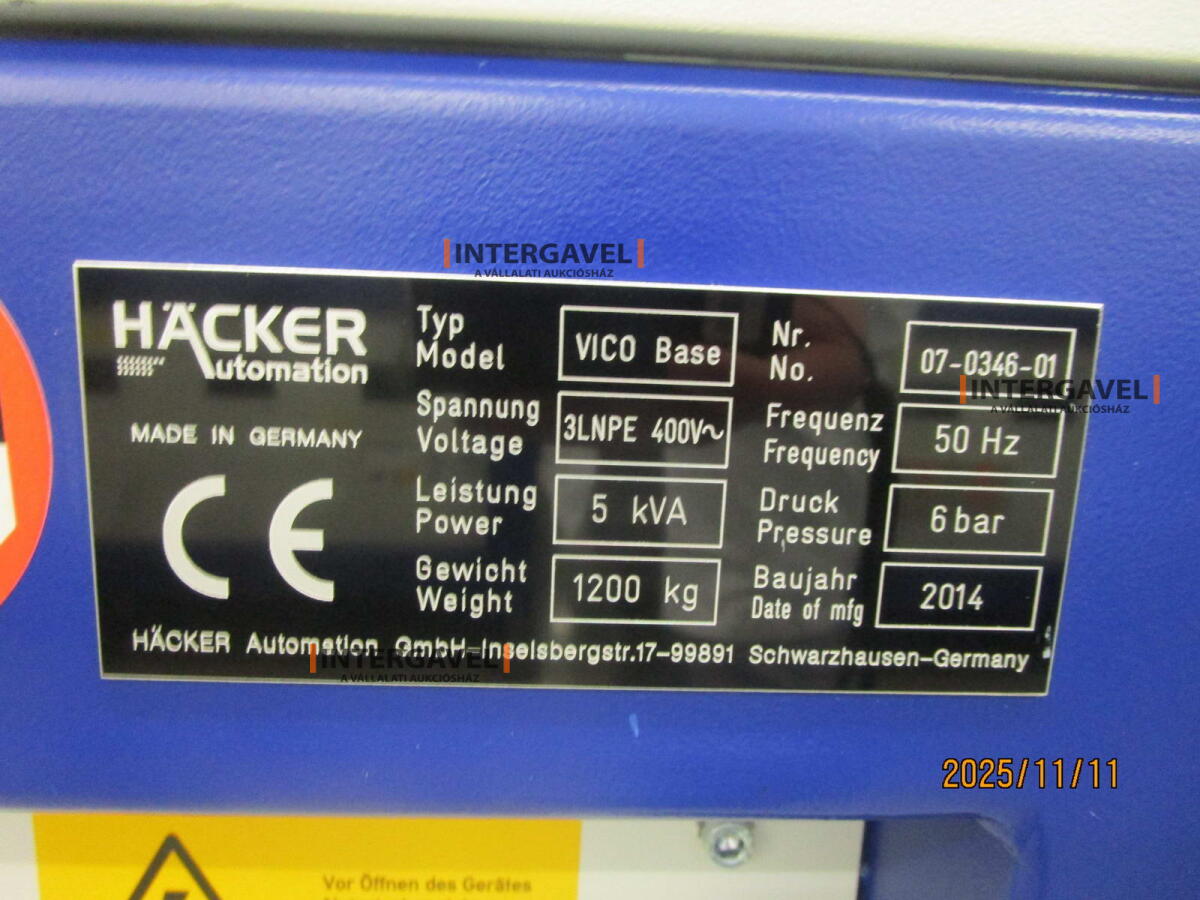 INTERGAVEL
A VÁLLALATI AUKCIÓSHÁZ
HÄCKER
Automation
MADE IN GERMANY
CE
Typ
Model
VICO Base
Nr.
No.
07-0346-01
INTERGAVEL
A VÁLLALATI AUKCIÓSHÁZ
Spannung
Voltage
3LNPE 400V~
Frequenz
Frequency
50 Hz
Leistung
Power
5 kVA
Druck
Pressure
6 bar
Gewicht
Weight
1200 kg
Baujahr
Date of mfg
2014
HÄCKER Automation GmbH-Inselsbergstr.17-99891 Schwarzhausen-Germany
INTERGAVEL
A VÁLLALATI AUKCIÓSHÁZ
2025/11/11
Vor Öffnen des Gerätes